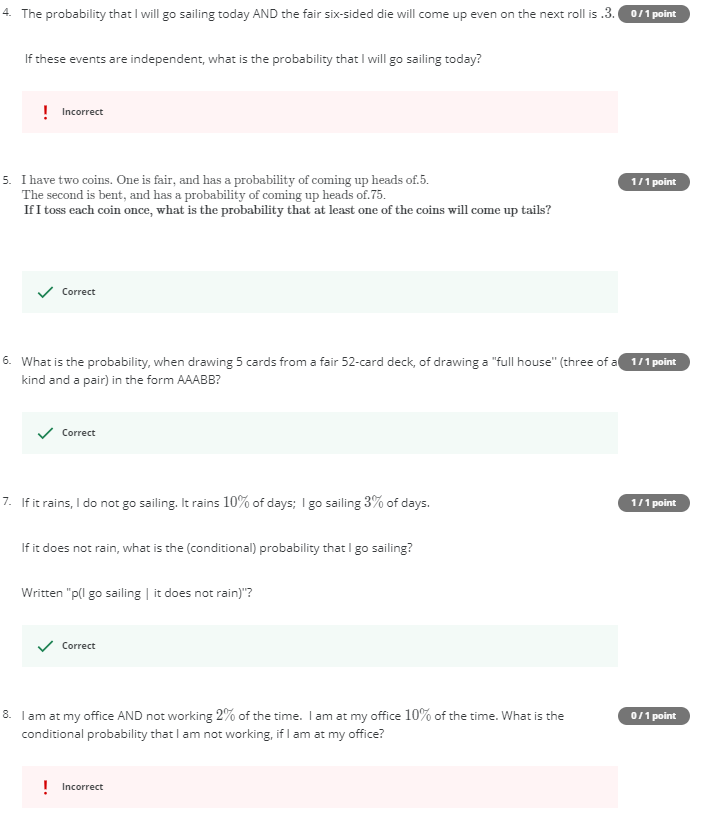 4. The probability that I will go sailing today AND the fair six-sided die will come up even on the next roll is .3. 0 / 1 point
If these events are independent, what is the probability that I will go sailing today?
! Incorrect
5. I have two coins. One is fair, and has a probability of coming up heads of.5. 1 / 1 point
The second is bent, and has a probability of coming up heads of.75.
If I toss each coin once, what is the probability that at least one of the coins will come up tails?
Correct
6. What is the probability, when drawing 5 cards from a fair 52-card deck, of drawing a "full house" (three of a 1 / 1 point
kind and a pair) in the form AAABB?
Correct
7. If it rains, I do not go sailing. It rains 10% of days; I go sailing 3% of days. 1 / 1 point
If it does not rain, what is the (conditional) probability that I go sailing?
Written "p(I go sailing | it does not rain)"?
Correct
8. I am at my office AND not working 2% of the time. I am at my office 10% of the time. What is the 0 / 1 point
conditional probability that I am not working, if I am at my office?
! Incorrect